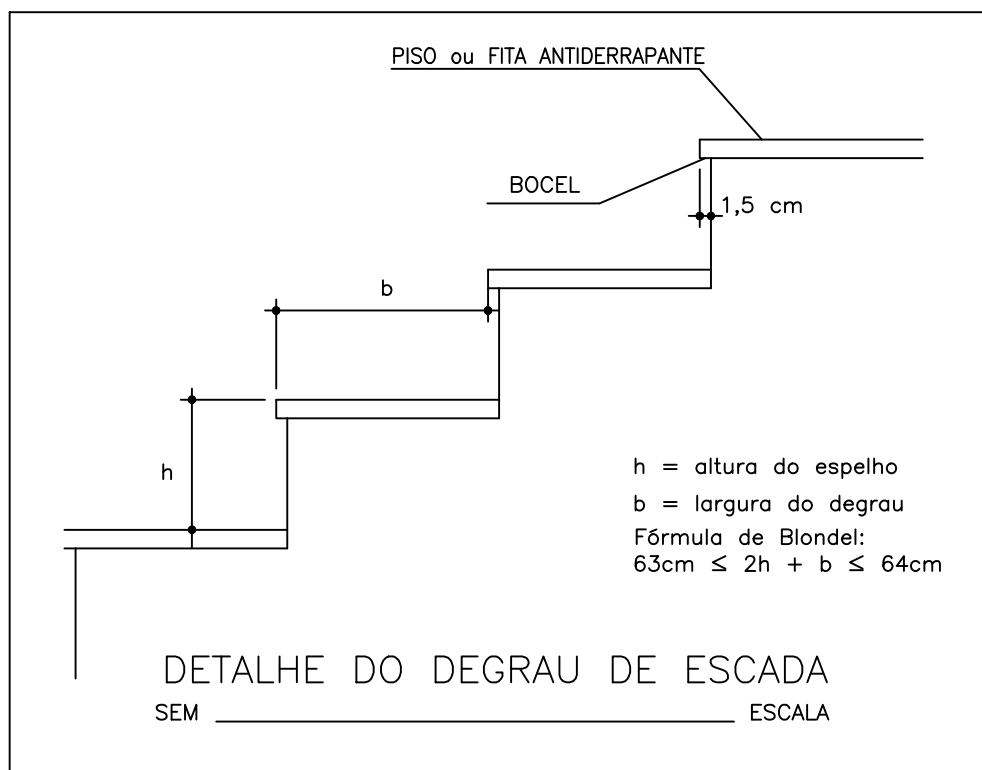 PISO ou FITA ANTIDERRAPANTE
BOCEL
1,5 cm
b
h
h = altura do espelho
b = largura do degrau
Fórmula de Blondel:
63cm ≤ 2h + b ≤ 64cm
DETALHE DO DEGRAU DE ESCADA
SEM ESCALA